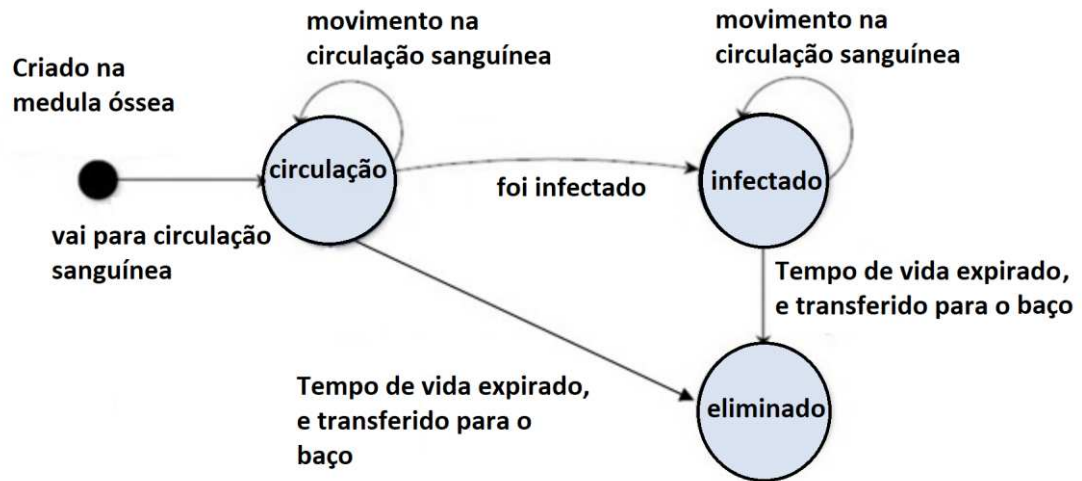 Criado na
medula óssea
movimento na
circulação sanguínea
movimento na
circulação sanguínea
circulação
foi infectado
infectado
vai para circulação
sanguínea
Tempo de vida expirado,
e transferido para o baço
Tempo de vida expirado,
e transferido para o
baço
eliminado